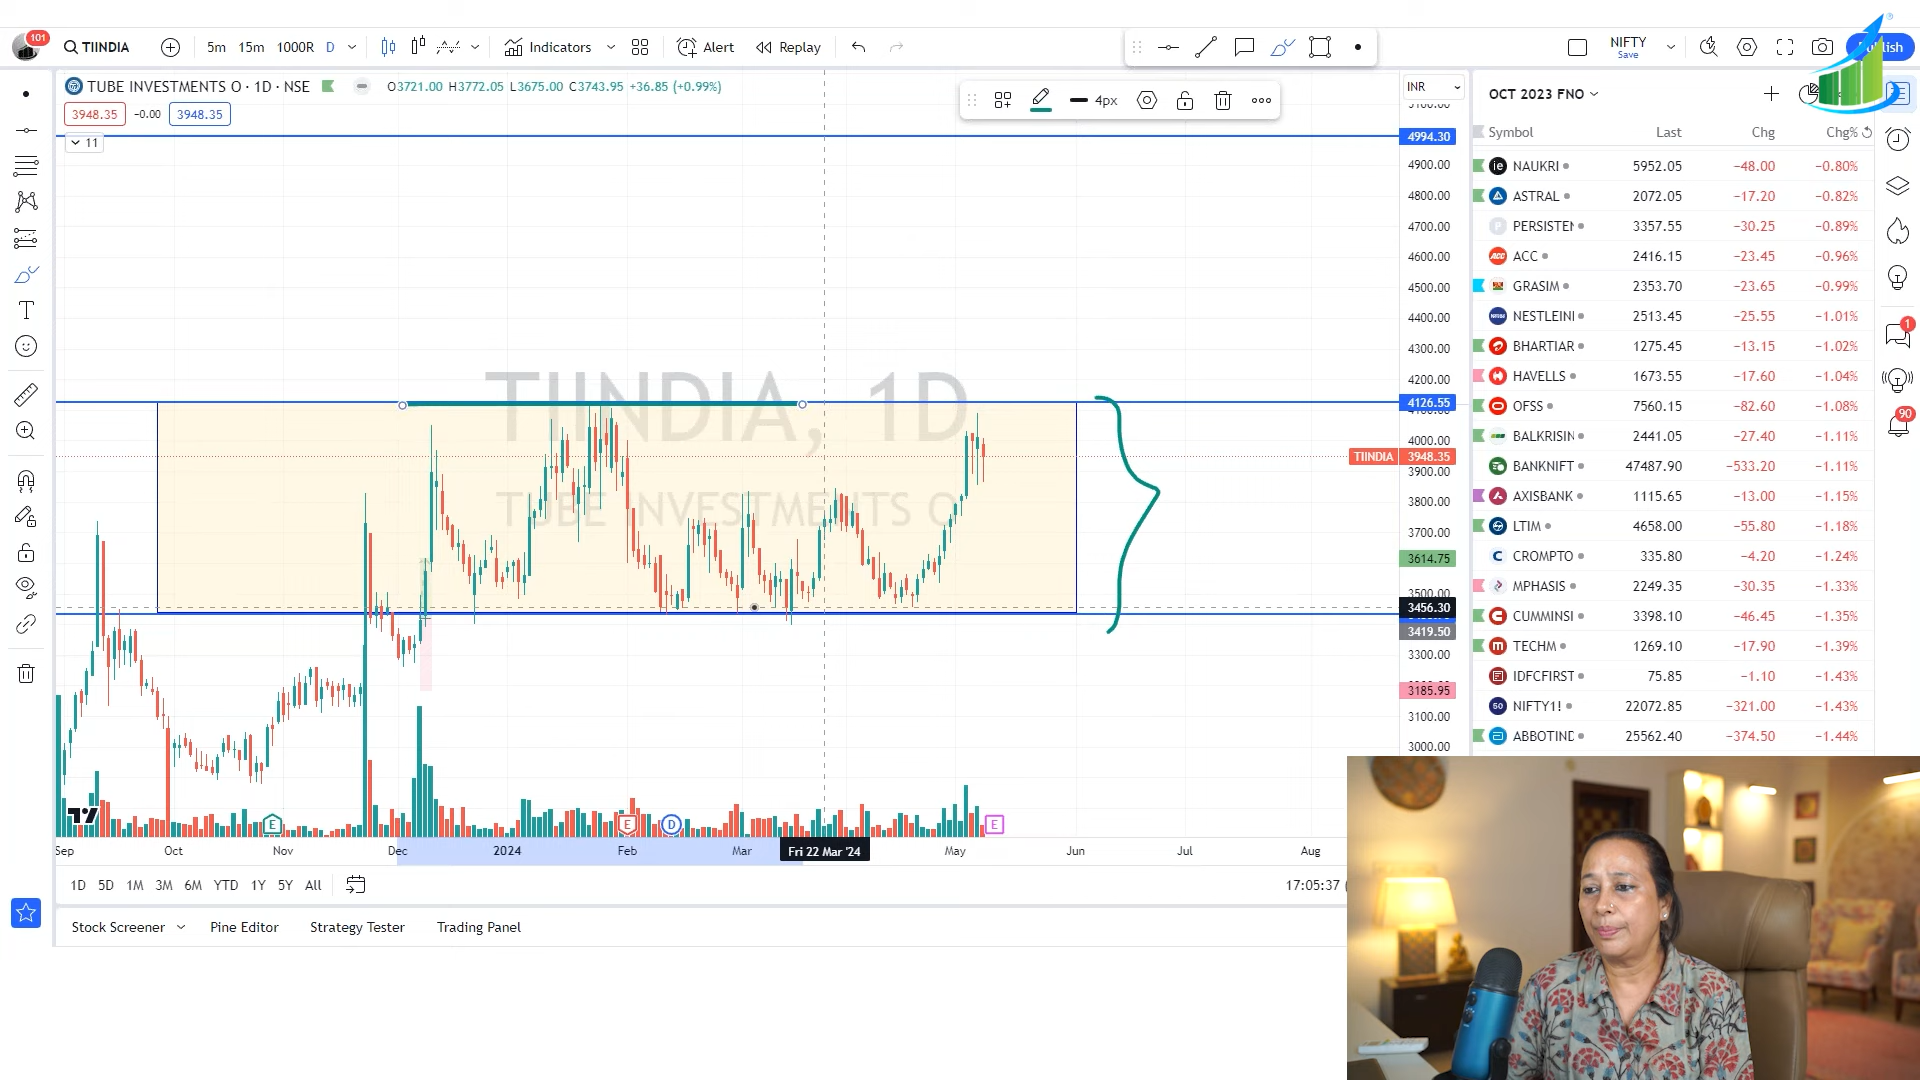 101
TIINDIA
5m 15m 1000R D
Indicators
Alert
Replay
NIFTY
Save
TUBE INVESTMENTS O · 1D · NSE
O3721.00 H3772.05 L3675.00 C3743.95 +36.85 (+0.99%)
3948.35 −0.00 3948.35
11
4px
INR
TIINDIA, 1D
TUBE INVESTMENTS O
4994.30
4900.00
4800.00
4700.00
4600.00
4500.00
4400.00
4300.00
4200.00
4126.55
4000.00
TIINDIA 3948.35
3900.00
3800.00
3700.00
3614.75
3500.00
3456.30
3419.50
3300.00
3185.95
3100.00
3000.00
E E D E
Sep Oct Nov Dec 2024 Feb Mar Fri 22 Mar '24 May Jun Jul Aug
1D 5D 1M 3M 6M YTD 1Y 5Y All
17:05:37
Stock Screener Pine Editor Strategy Tester Trading Panel
OCT 2023 FNO
Symbol Last Chg Chg%
NAUKRI 5952.05 −48.00 −0.80%
ASTRAL 2072.05 −17.20 −0.82%
PERSISTEN 3357.55 −30.25 −0.89%
ACC 2416.15 −23.45 −0.96%
GRASIM 2353.70 −23.65 −0.99%
NESTLEINI 2513.45 −25.55 −1.01%
BHARTIAR 1275.45 −13.15 −1.02%
HAVELLS 1673.55 −17.60 −1.04%
OFSS 7560.15 −82.60 −1.08%
BALKRISIN 2441.05 −27.40 −1.11%
BANKNIFT 47487.90 −533.20 −1.11%
AXISBANK 1115.65 −13.00 −1.15%
LTIM 4658.00 −55.80 −1.18%
CROMPTO 335.80 −4.20 −1.24%
MPHASIS 2249.35 −30.35 −1.33%
CUMMINSI 3398.10 −46.45 −1.35%
TECHM 1269.10 −17.90 −1.39%
IDFCFIRST 75.85 −1.10 −1.43%
NIFTY1! 22072.85 −321.00 −1.43%
ABBOTIND 25562.40 −374.50 −1.44%
1
90